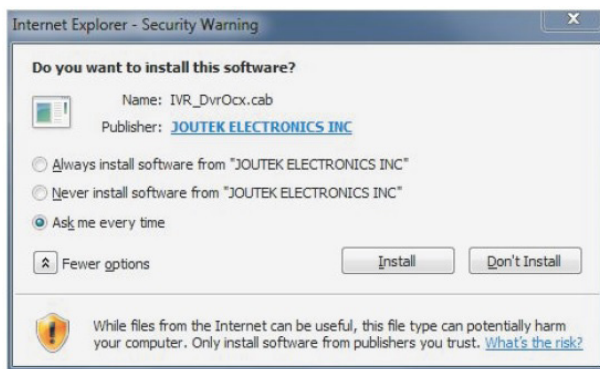 Internet Explorer - Security Warning
X
Do you want to install this software?
Name: IVR_DvrOcx.cab
Publisher: JOUTEK ELECTRONICS INC
Always install software from "JOUTEK ELECTRONICS INC"
Never install software from "JOUTEK ELECTRONICS INC"
Ask me every time
Fewer options
Install
Don't Install
While files from the Internet can be useful, this file type can potentially harm
your computer. Only install software from publishers you trust. What's the risk?